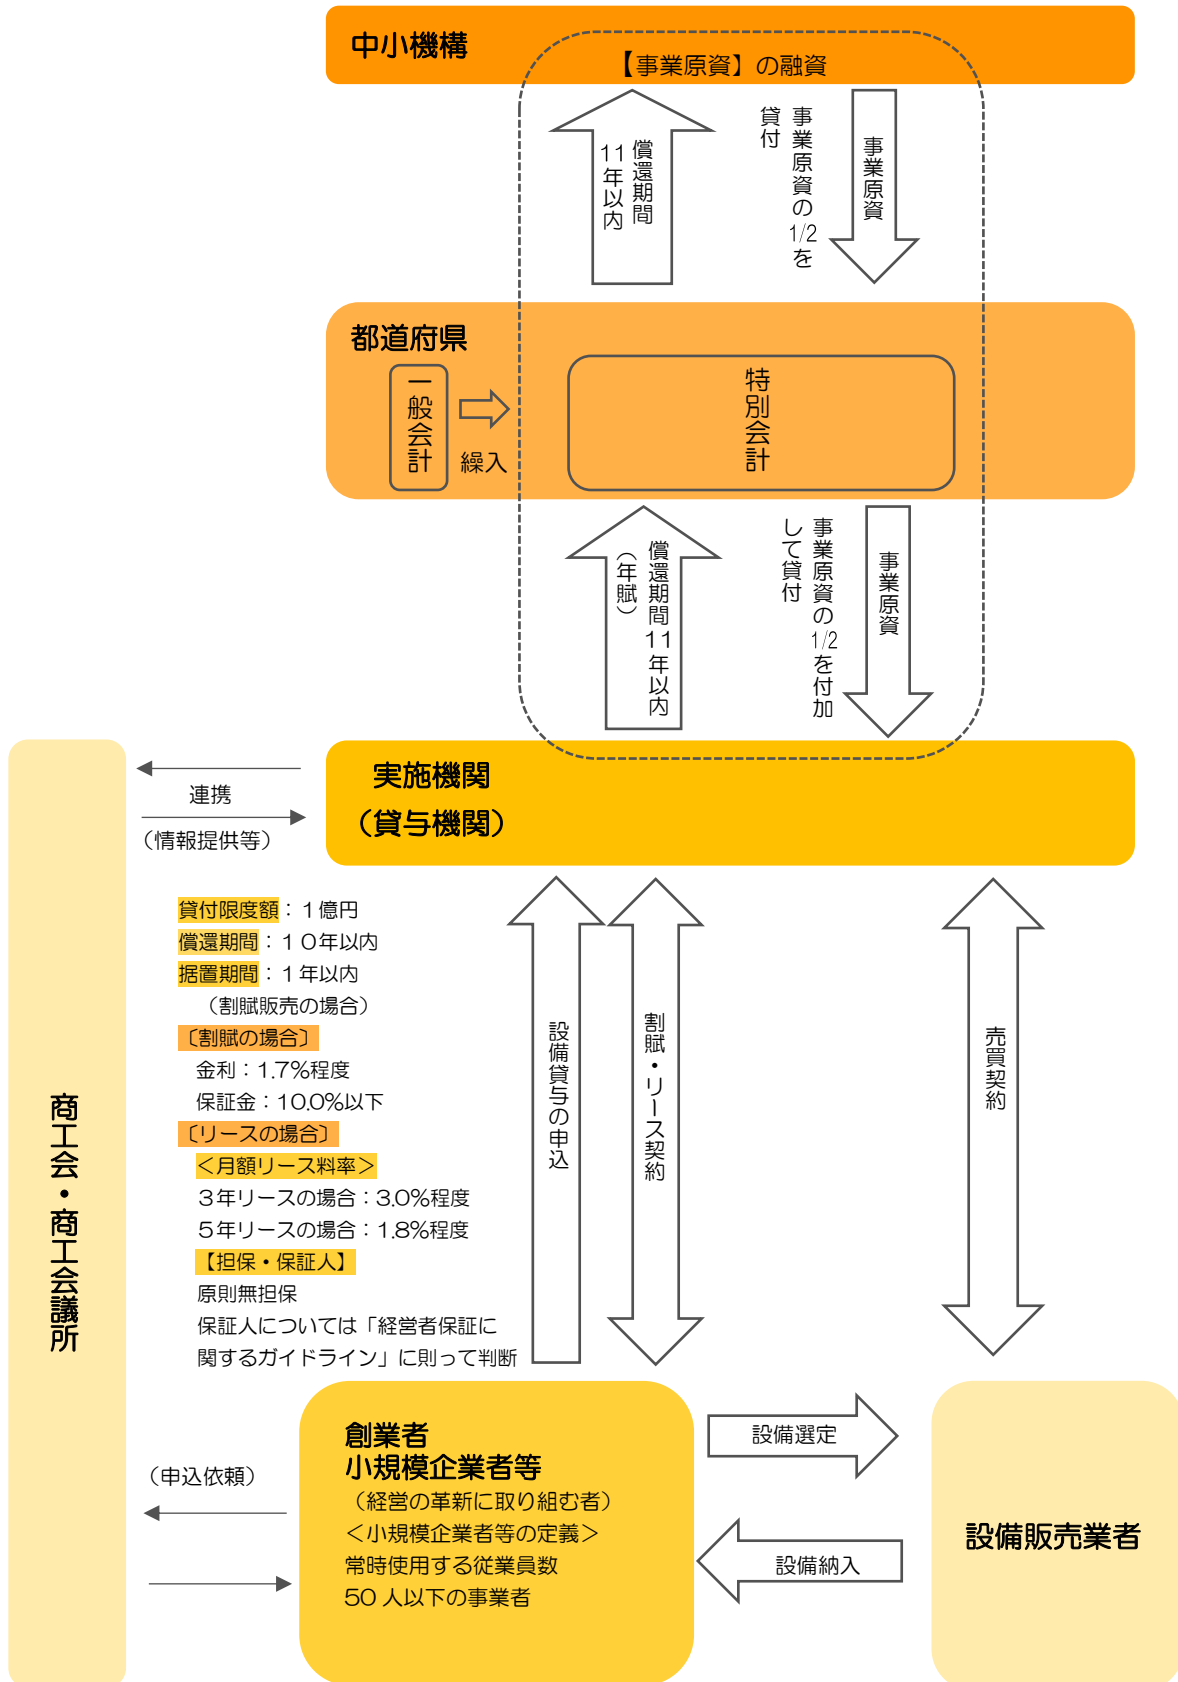 中小機構
【事業原資】の融資
償還期間
11年以内
事業原資の1/2を
貸付
事業原資
都道府県
一般会計
繰入
特別会計
償還期間11年以内
（年賦）
事業原資の1/2を付加
して貸付
事業原資
実施機関
（貸与機関）
連携
（情報提供等）
貸付限度額：１億円
償還期間：１０年以内
据置期間：１年以内
（割賦販売の場合）
〔割賦の場合〕
金利：1.7%程度
保証金：10.0%以下
〔リースの場合〕
＜月額リース料率＞
３年リースの場合：3.0%程度
５年リースの場合：1.8%程度
【担保・保証人】
原則無担保
保証人については「経営者保証に
関するガイドライン」に則って判断
設備貸与の申込
割賦・リース契約
売買契約
商工会・商工会議所
創業者
小規模企業者等
（経営の革新に取り組む者）
＜小規模企業者等の定義＞
常時使用する従業員数
50 人以下の事業者
（申込依頼）
設備選定
設備納入
設備販売業者